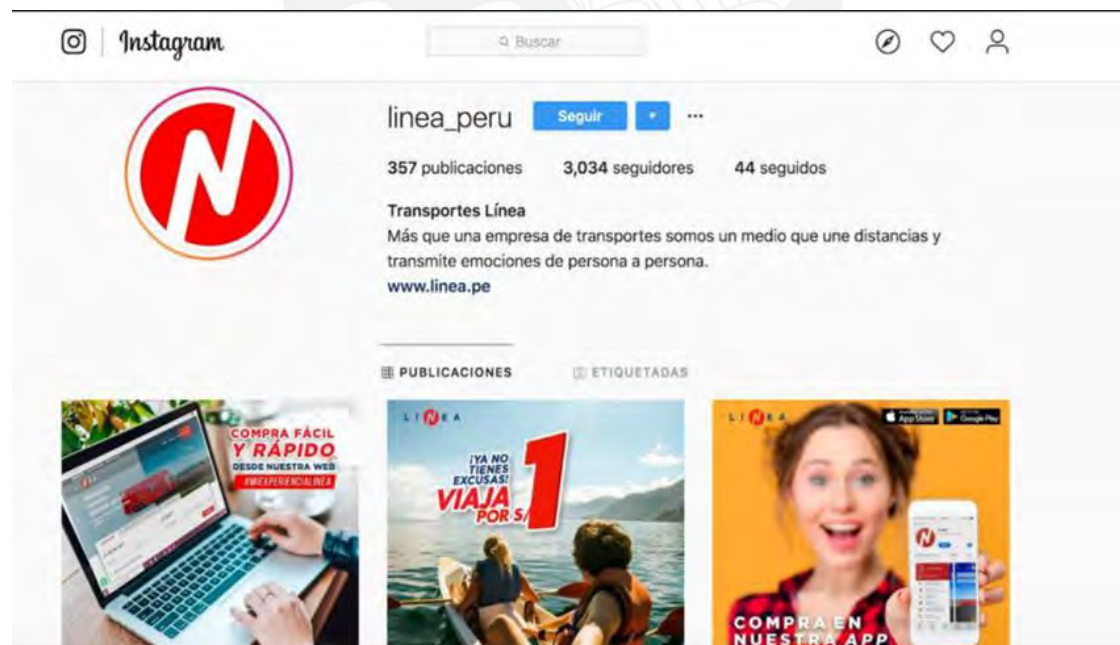 Instagram
Buscar
linea_peru Seguir
357 publicaciones 3,034 seguidores 44 seguidos
Transportes Línea
Más que una empresa de transportes somos un medio que une distancias y
transmite emociones de persona a persona.
www.linea.pe
PUBLICACIONES ETIQUETADAS
COMPRA FÁCIL
Y RÁPIDO
DESDE NUESTRA WEB
#MIEXPERIENCIALINEA
LINEA
¡YA NO
TIENES
EXCUSAS!
VIAJA
POR S/1
LINEA
App Store Google Play
COMPRA EN
NUESTRA APP